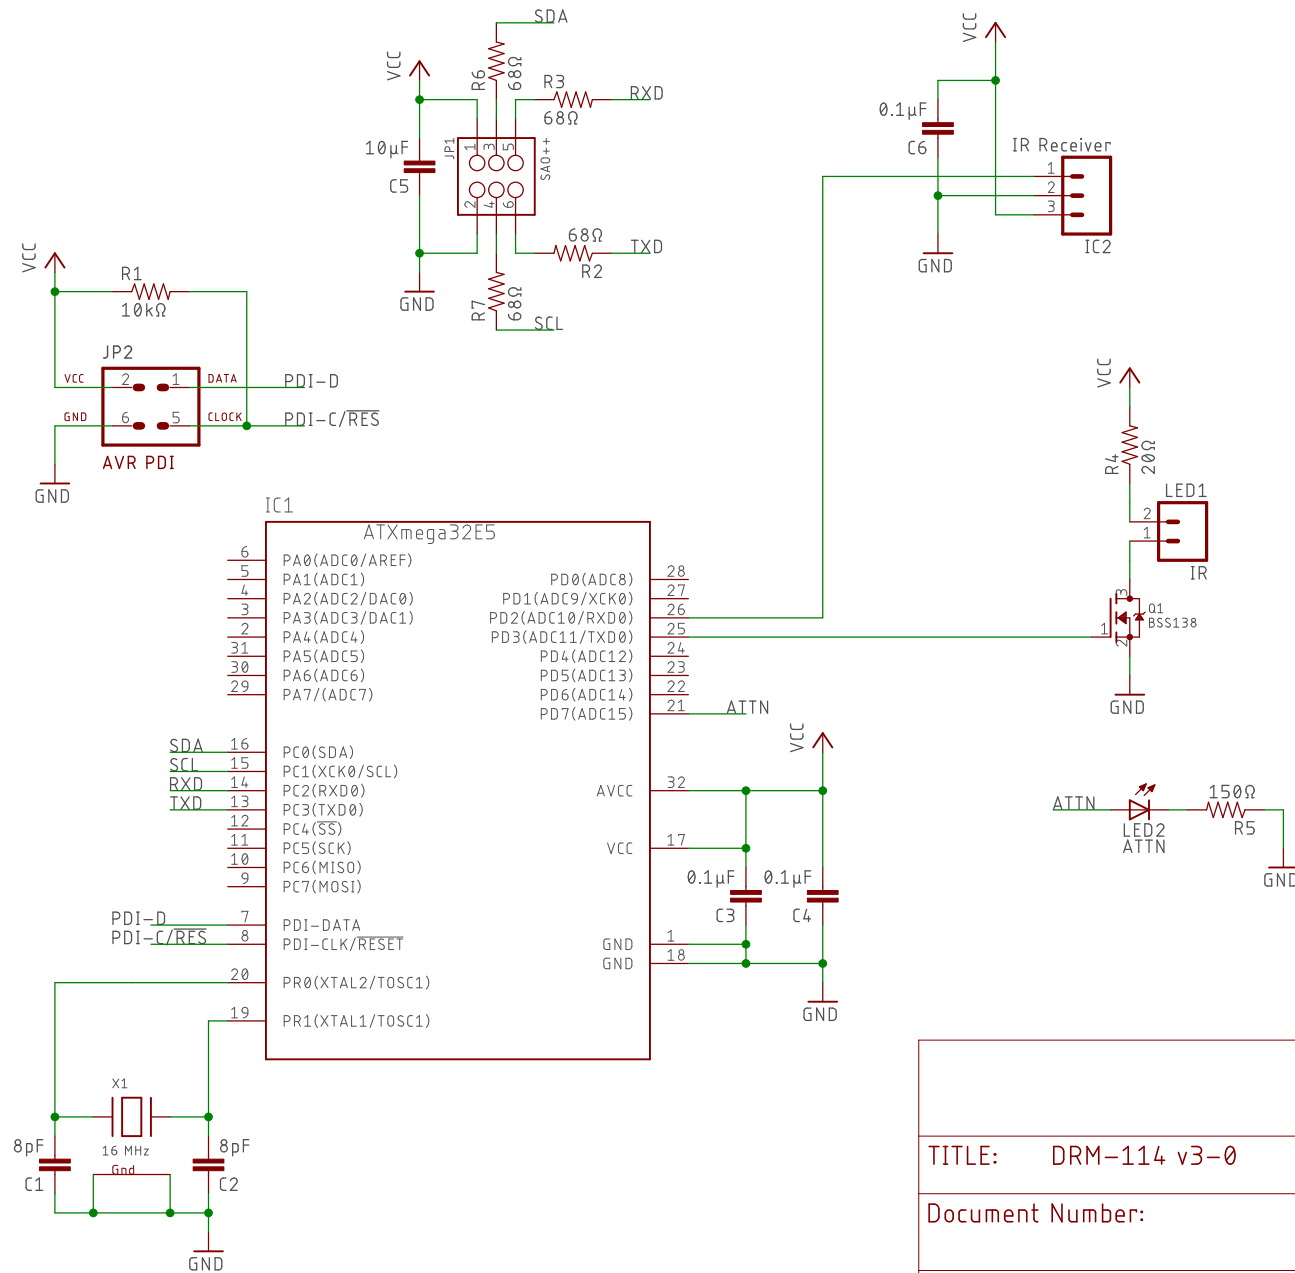 SDA
VCC
R6
68Ω
R3
68Ω
RXD
10µF
C5
JP1
1
3
5
2
4
6
SAO++
68Ω
R2
TXD
GND
R7
68Ω
SCL
VCC
0.1µF
C6
IR Receiver
1
2
3
IC2
GND
VCC
R1
10kΩ
JP2
VCC
2
1
DATA
PDI-D
GND
6
5
CLOCK
PDI-C/RES
AVR PDI
GND
VCC
R4
20Ω
LED1
2
1
IR
3
Q1
BSS138
1
2
GND
IC1
ATXmega32E5
6 PA0(ADC0/AREF)
5 PA1(ADC1)
4 PA2(ADC2/DAC0)
3 PA3(ADC3/DAC1)
2 PA4(ADC4)
31 PA5(ADC5)
30 PA6(ADC6)
29 PA7/(ADC7)
SDA 16 PC0(SDA)
SCL 15 PC1(XCK0/SCL)
RXD 14 PC2(RXD0)
TXD 13 PC3(TXD0)
12 PC4(SS)
11 PC5(SCK)
10 PC6(MISO)
9 PC7(MOSI)
PDI-D 7 PDI-DATA
PDI-C/RES 8 PDI-CLK/RESET
20 PR0(XTAL2/TOSC1)
19 PR1(XTAL1/TOSC1)
PD0(ADC8) 28
PD1(ADC9/XCK0) 27
PD2(ADC10/RXD0) 26
PD3(ADC11/TXD0) 25
PD4(ADC12) 24
PD5(ADC13) 23
PD6(ADC14) 22
PD7(ADC15) 21 ATTN
AVCC 32
VCC 17
GND 1
GND 18
VCC
0.1µF
C3
0.1µF
C4
GND
ATTN
LED2
ATTN
150Ω
R5
GND
X1
16 MHz
Gnd
8pF
C1
8pF
C2
GND
TITLE: DRM-114 v3-0
Document Number: